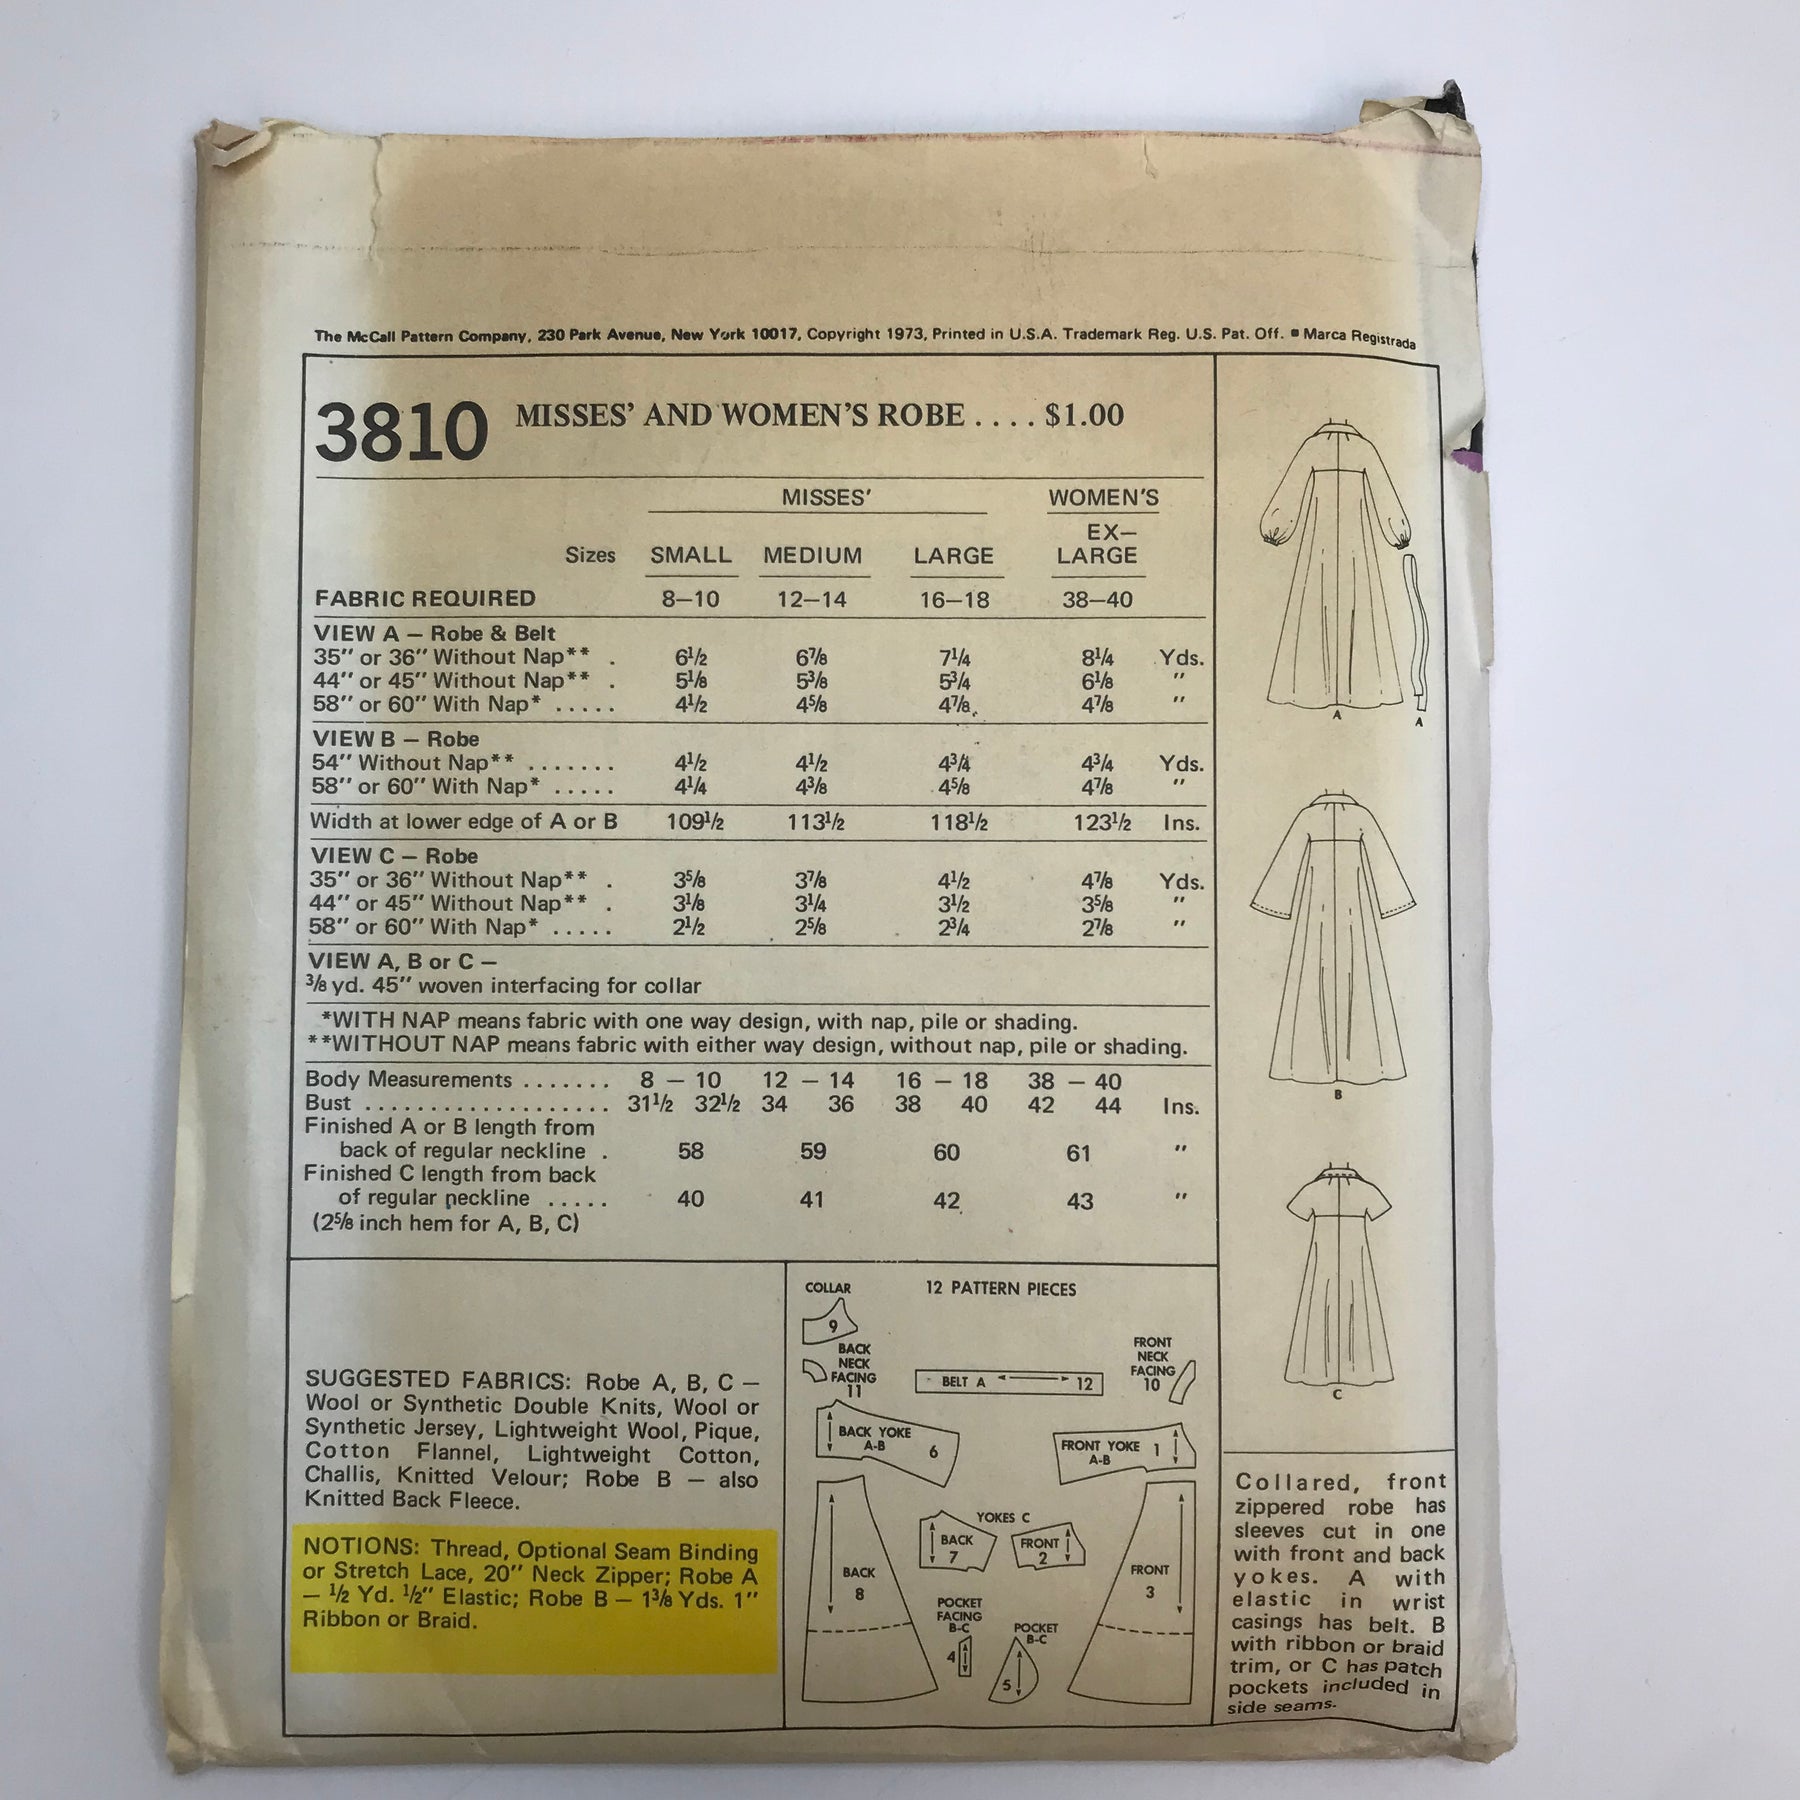 The McCall Pattern Company, 230 Park Avenue, New York 10017, Copyright 1973, Printed in U.S.A. Trademark Reg. U.S. Pat. Off. ■ Marca Registrada
3810 MISSES’ AND WOMEN’S ROBE .... $1.00
MISSES’ WOMEN’S
Sizes SMALL MEDIUM LARGE EX–LARGE
FABRIC REQUIRED 8–10 12–14 16–18 38–40
VIEW A – Robe & Belt
35” or 36” Without Nap** . 6½ 6⅞ 7¼ 8¼ Yds.
44” or 45” Without Nap** . 5⅛ 5⅜ 5¾ 6⅛ ”
58” or 60” With Nap* ..... 4½ 4⅝ 4⅞ 4⅞ ”
VIEW B – Robe
54” Without Nap** ....... 4½ 4½ 4¾ 4¾ Yds.
58” or 60” With Nap* ..... 4¼ 4⅜ 4⅝ 4⅞ ”
Width at lower edge of A or B 109½ 113½ 118½ 123½ Ins.
VIEW C – Robe
35” or 36” Without Nap** . 3⅝ 3⅞ 4½ 4⅞ Yds.
44” or 45” Without Nap** . 3⅛ 3¼ 3½ 3⅝ ”
58” or 60” With Nap* ..... 2½ 2⅝ 2¾ 2⅞ ”
VIEW A, B or C –
⅜ yd. 45” woven interfacing for collar
*WITH NAP means fabric with one way design, with nap, pile or shading.
**WITHOUT NAP means fabric with either way design, without nap, pile or shading.
Body Measurements ....... 8 – 10 12 – 14 16 – 18 38 – 40
Bust ................... 31½ 32½ 34 36 38 40 42 44 Ins.
Finished A or B length from
back of regular neckline . 58 59 60 61 ”
Finished C length from back
of regular neckline ..... 40 41 42 43 ”
(2⅝ inch hem for A, B, C)
SUGGESTED FABRICS: Robe A, B, C –
Wool or Synthetic Double Knits, Wool or
Synthetic Jersey, Lightweight Wool, Pique,
Cotton Flannel, Lightweight Cotton,
Challis, Knitted Velour; Robe B – also
Knitted Back Fleece.
NOTIONS: Thread, Optional Seam Binding
or Stretch Lace, 20” Neck Zipper; Robe A
– ½ Yd. ½” Elastic; Robe B – 1⅜ Yds. 1”
Ribbon or Braid.
12 PATTERN PIECES
COLLAR
9
BACK
NECK
FACING
11
BELT A 12
FRONT
NECK
FACING
10
BACK YOKE
A-B 6
FRONT YOKE 1
A-B
YOKES C
BACK
7
FRONT
2
BACK
8
FRONT
3
POCKET
FACING
B-C
4
POCKET
B-C
5
A
A
B
C
Collared, front
zippered robe has
sleeves cut in one
with front and back
yokes. A with
elastic in wrist
casings has belt. B
with ribbon or braid
trim, or C has patch
pockets included in
side seams.